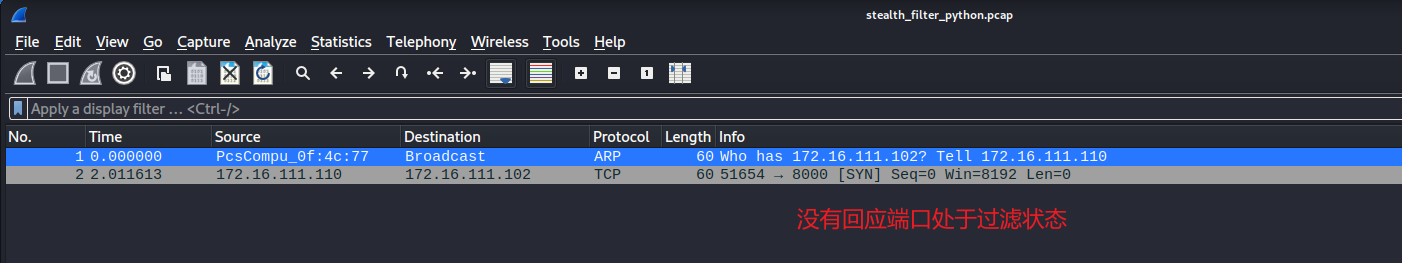 stealth_filter_python.pcap
File Edit View Go Capture Analyze Statistics Telephony Wireless Tools Help
Apply a display filter ... <Ctrl-/>
No. Time Source Destination Protocol Length Info
1 0.000000 PcsCompu_0f:4c:77 Broadcast ARP 60 Who has 172.16.111.102? Tell 172.16.111.110
2 2.011613 172.16.111.110 172.16.111.102 TCP 60 51654 → 8000 [SYN] Seq=0 Win=8192 Len=0
没有回应端口处于过滤状态